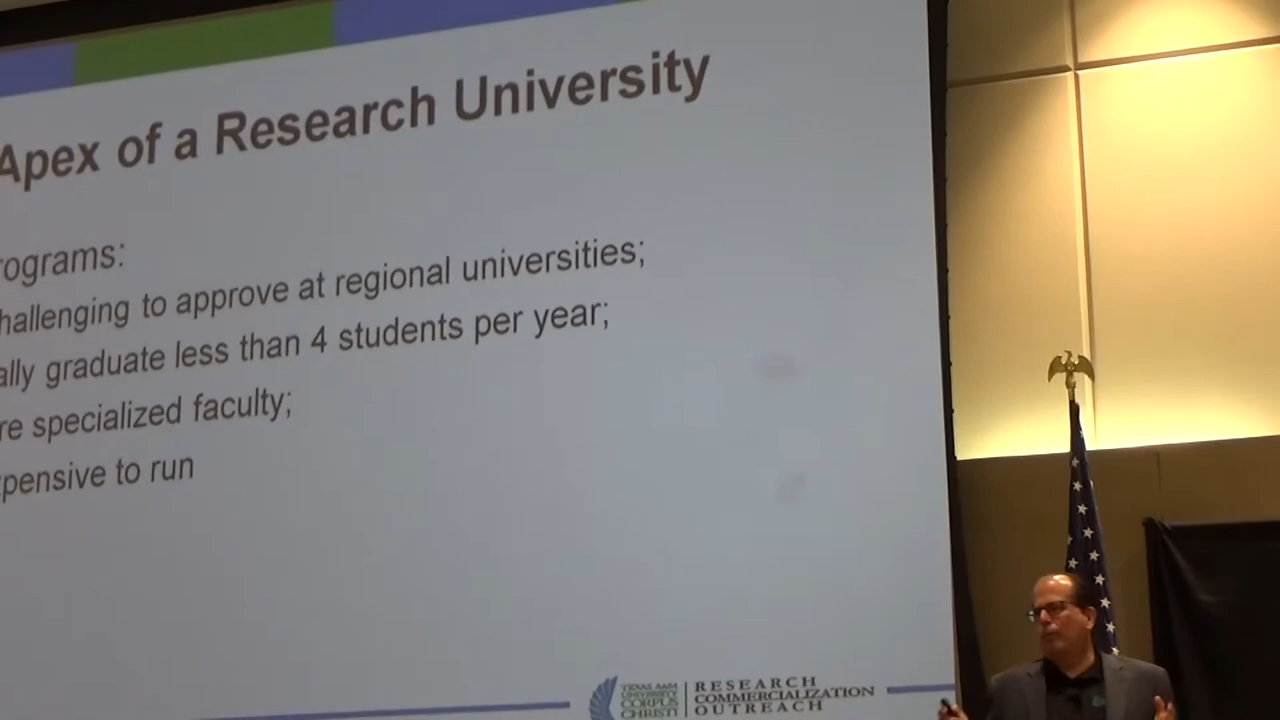 Apex of a Research University
rograms:
hallenging to approve at regional universities;
ally graduate less than 4 students per year;
re specialized faculty;
pensive to run
TEXAS A&M
UNIVERSITY
CORPUS
CHRISTI
RESEARCH
COMMERCIALIZATION
OUTREACH